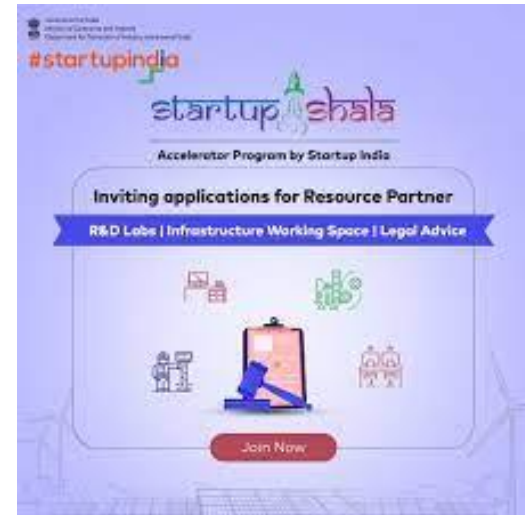 #startupindia
startup shala
Accelerator Program by Startup India
Inviting applications for Resource Partner
R&D Labs | Infrastructure Working Space | Legal Advice
Join Now